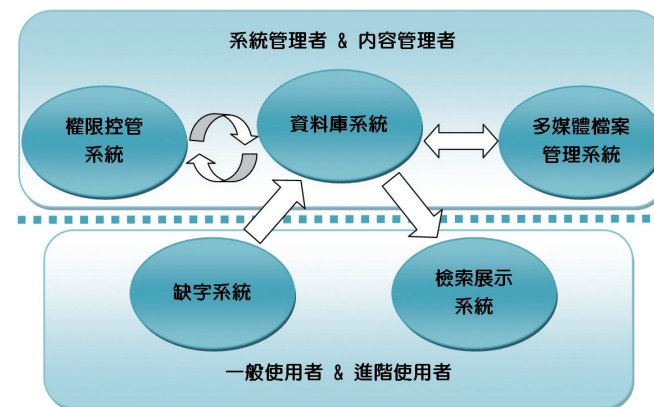 系統管理者 & 內容管理者
權限控管
系統
資料庫系統
多媒體檔案
管理系統
缺字系統
檢索展示
系統
一般使用者 & 進階使用者